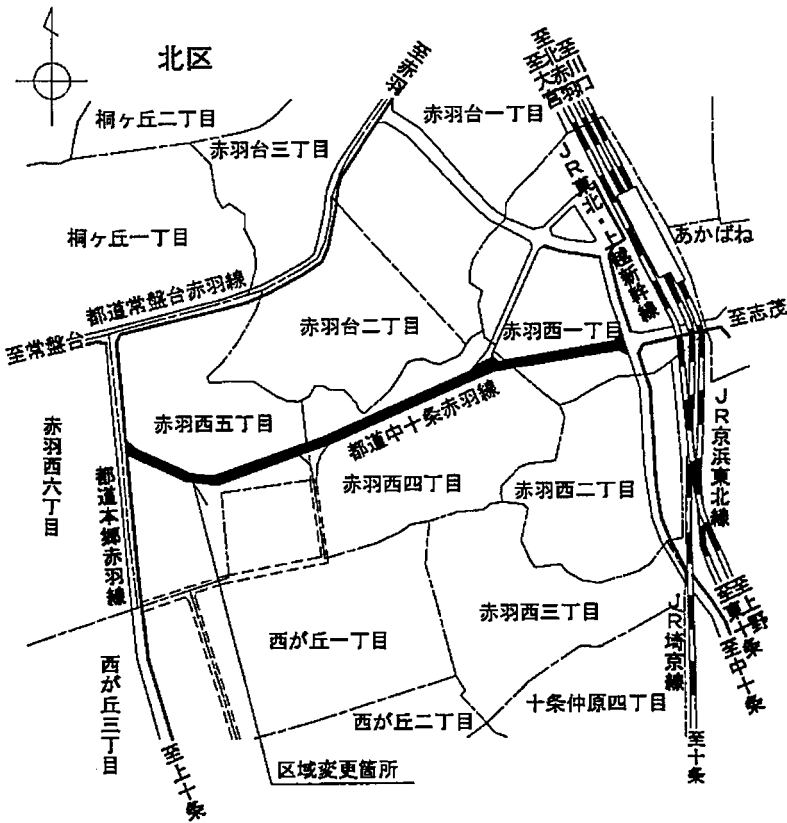 北区
至赤羽
至北赤羽
至川口
至大宮
桐ヶ丘二丁目
赤羽台三丁目
赤羽台一丁目
JR東北・上越新幹線
桐ヶ丘一丁目
あかばね
都道常盤台赤羽線
至常盤台
赤羽台二丁目
赤羽西一丁目
至志茂
赤羽西五丁目
都道中十条赤羽線
赤羽西六丁目
都道本郷赤羽線
赤羽西四丁目
赤羽西二丁目
JR京浜東北線
赤羽西三丁目
西が丘一丁目
JR埼京線
至上野
至東十条
至中十条
西が丘三丁目
西が丘二丁目
十条仲原四丁目
至上十条
区域変更箇所
至十条